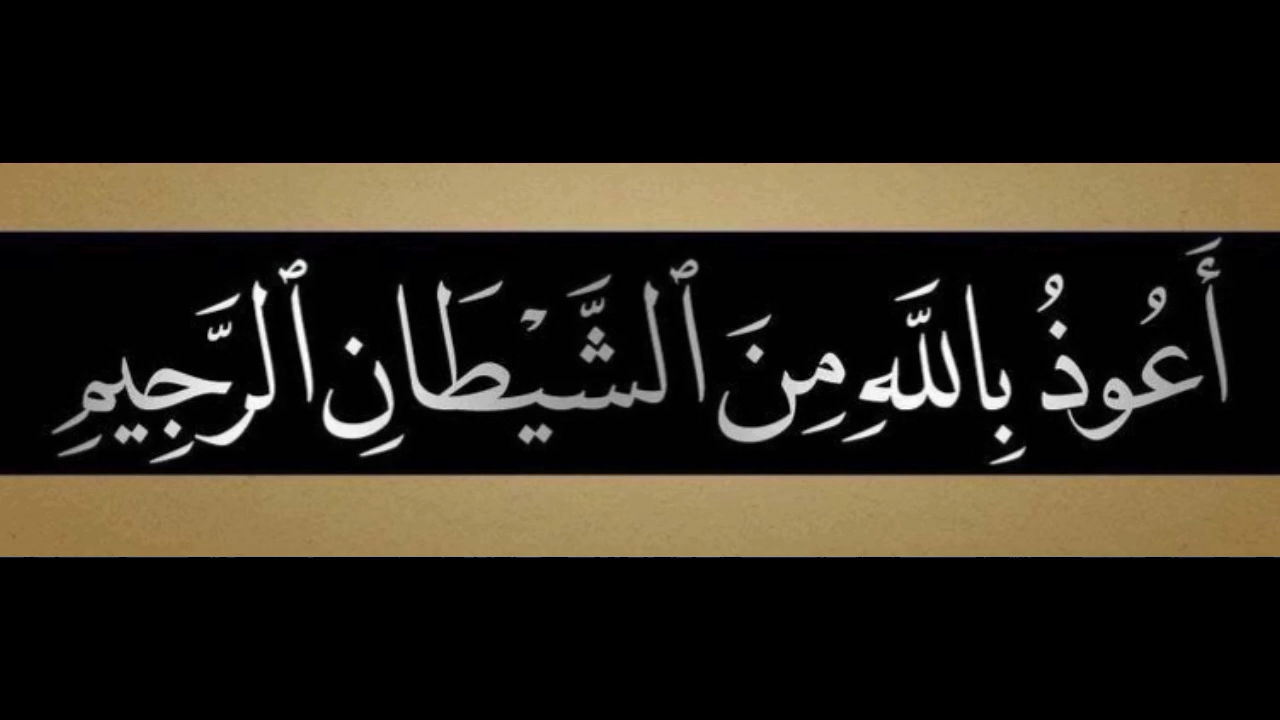 أَعُوذُ بِاللَّهِ مِنَ ٱلشَّيْطَانِ ٱلرَّجِيمِ